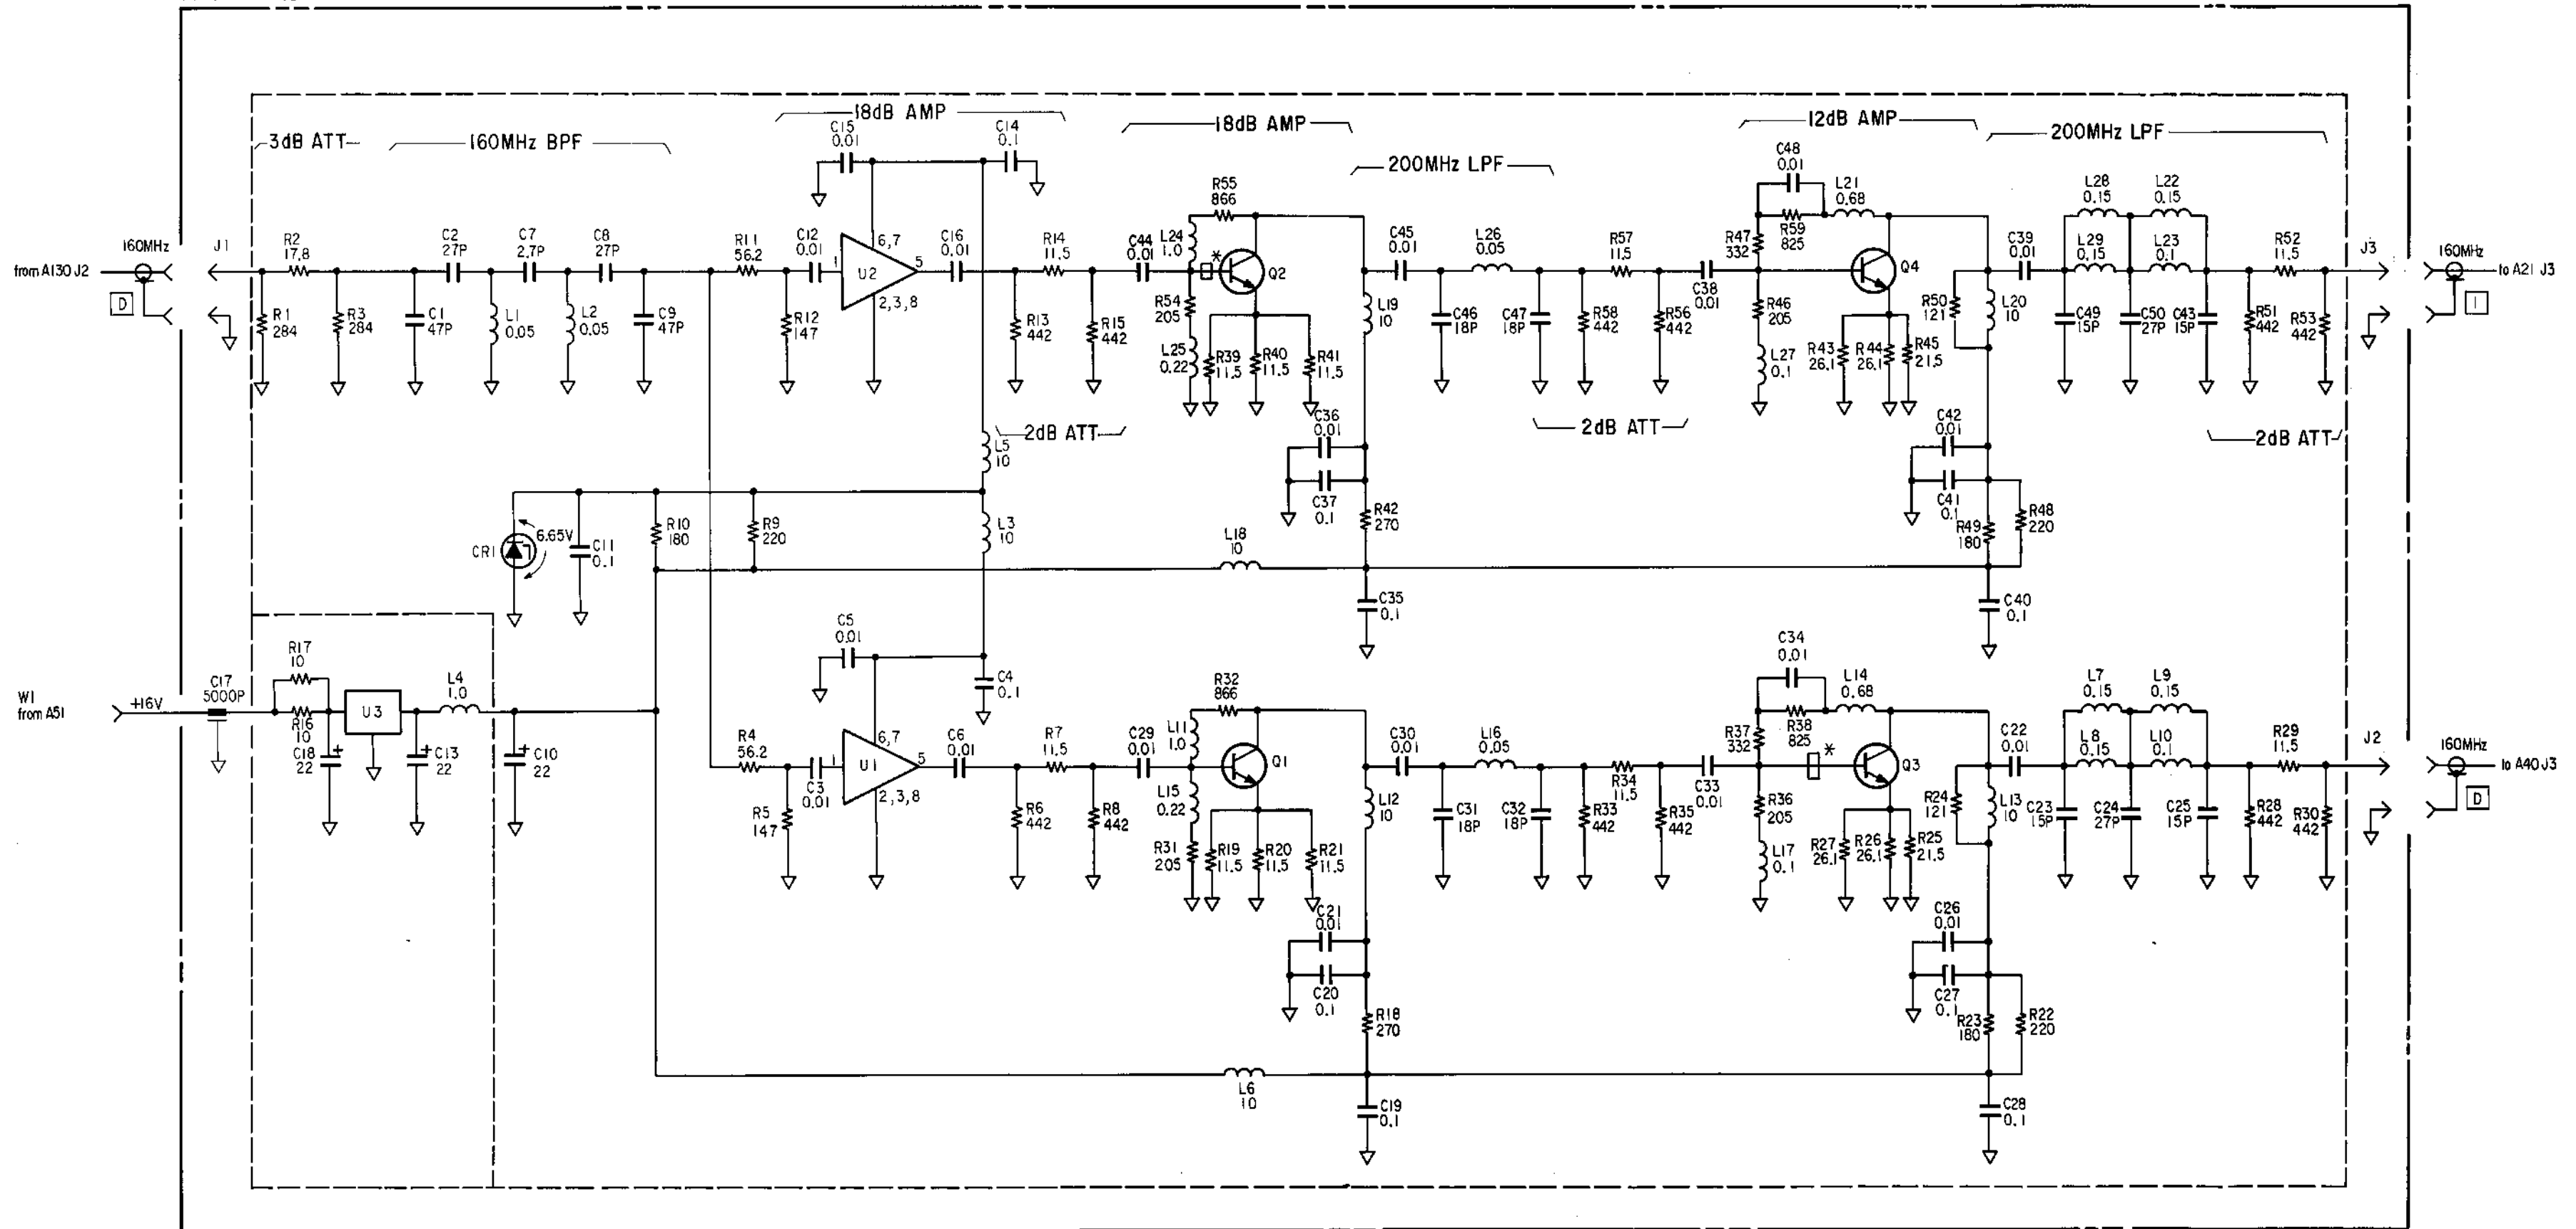 3dB ATT
160MHz BPF
18dB AMP
18dB AMP
200MHz LPF
12dB AMP
200MHz LPF
C15
0.01
C14
0.1
from A130 J2
160MHz
D
J1
R1
284
R2
17.8
R3
284
C1
47P
C2
27P
L1
0.05
C7
2.7P
L2
0.05
C8
27P
C9
47P
R11
56.2
R12
147
C12
0.01
1
U2
6,7
5
2,3,8
C16
0.01
R13
442
R14
11.5
R15
442
2dB ATT
C44
0.01
R55
866
L24
1.0
*
Q2
R54
205
L25
0.22
R39
11.5
R40
11.5
R41
11.5
L19
10
C36
0.01
C37
0.1
R42
270
C45
0.01
C46
18P
L26
0.05
C47
18P
R58
442
R57
11.5
R56
442
2dB ATT
C38
0.01
C48
0.01
R59
825
L21
0.68
R47
332
R46
205
L27
0.1
Q4
R43
26.1
R44
26.1
R45
21.5
R50
121
L20
10
C42
0.01
C41
0.1
R49
180
R48
220
C39
0.01
L28
0.15
L22
0.15
L29
0.15
L23
0.1
C49
15P
C50
27P
C43
15P
R51
442
R52
11.5
R53
442
2dB ATT
J3
160MHz
to A21 J3
I
L5
10
CR1
6.65V
C11
0.1
R10
180
R9
220
L3
10
L18
10
C35
0.1
C40
0.1
W1
from A51
+16V
C17
5000P
R17
10
R16
10
U3
C18
22
+
C13
22
+
L4
1.0
C10
22
+
C5
0.01
C4
0.1
R4
56.2
R5
147
C3
0.01
1
U1
6,7
5
2,3,8
C6
0.01
R6
442
R7
11.5
R8
442
C29
0.01
R32
866
L11
1.0
Q1
L15
0.22
R31
205
R19
11.5
R20
11.5
R21
11.5
L12
10
C21
0.01
C20
0.1
R18
270
C30
0.01
C31
18P
L16
0.05
C32
18P
R33
442
R34
11.5
R35
442
C33
0.01
C34
0.01
R38
825
L14
0.68
R37
332
*
Q3
R36
205
L17
0.1
R27
26.1
R26
26.1
R25
21.5
R24
121
L13
10
C26
0.01
C27
0.1
R23
180
R22
220
C22
0.01
L7
0.15
L9
0.15
L8
0.15
L10
0.1
C23
15P
C24
27P
C25
15P
R28
442
R29
11.5
R30
442
J2
160MHz
to A40 J3
D
L6
10
C19
0.1
C28
0.1